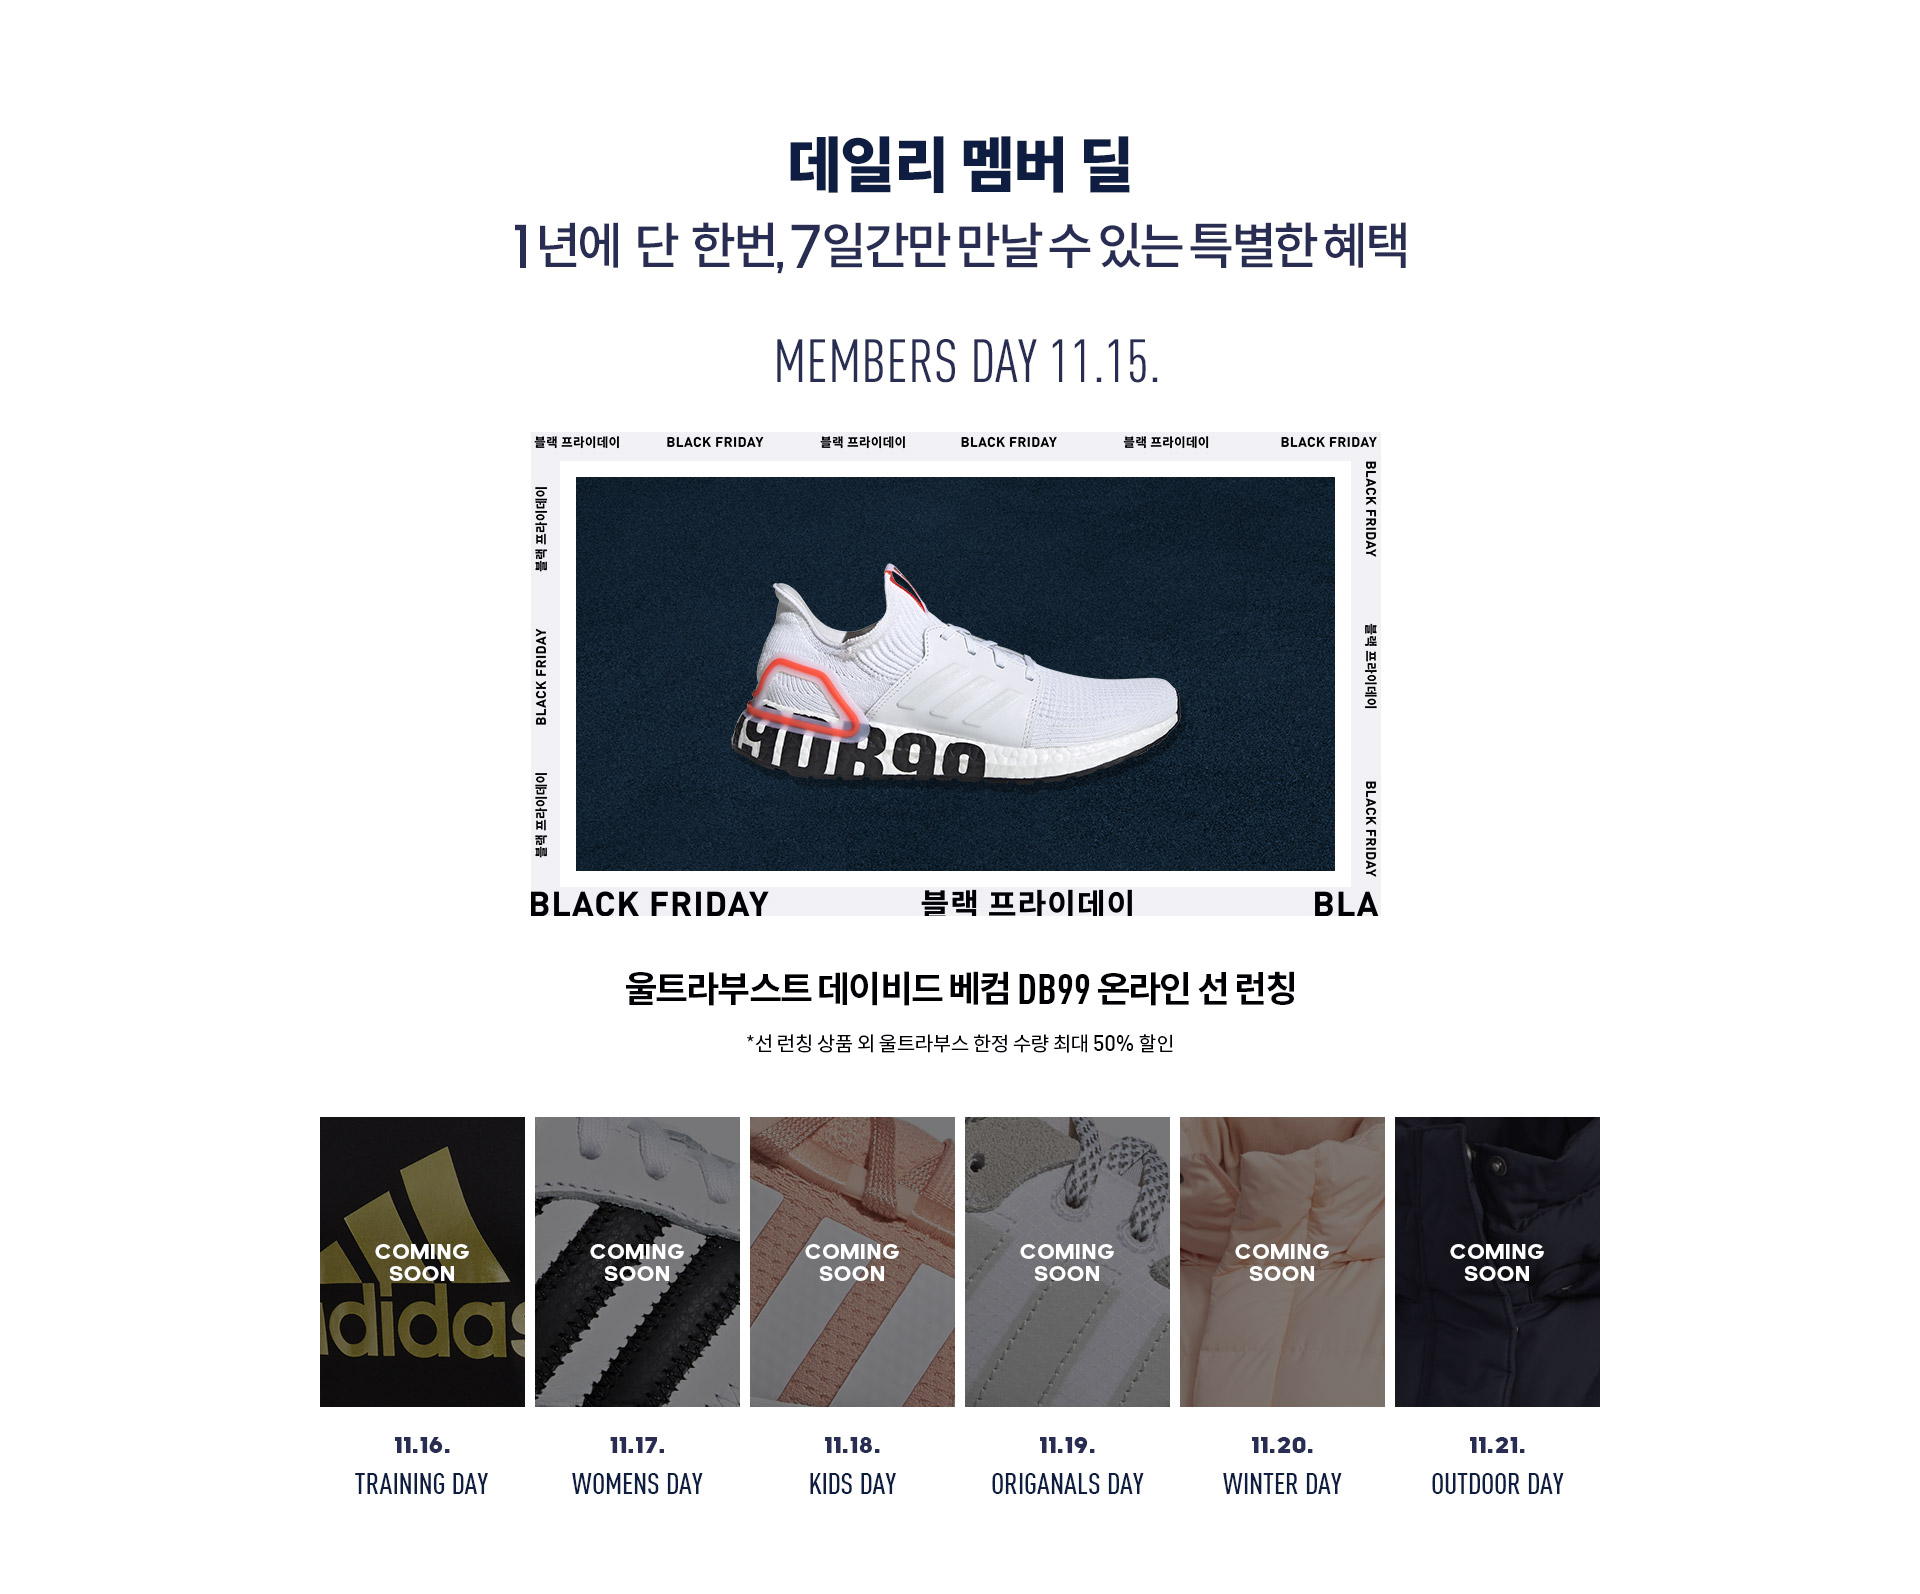 데일리 멤버 딜
1년에 단 한번, 7일간만 만날 수 있는 특별한 혜택
MEMBERS DAY 11.15.
블랙 프라이데이 BLACK FRIDAY 블랙 프라이데이 BLACK FRIDAY 블랙 프라이데이 BLACK FRIDAY
블랙 프라이데이
BLACK FRIDAY
블랙 프라이데이
BLACK FRIDAY
블랙 프라이데이
BLACK FRIDAY
DB99
BLACK FRIDAY 블랙 프라이데이 BLA
울트라부스트 데이비드 베컴 DB99 온라인 선 런칭
*선 런칭 상품 외 울트라부스 한정 수량 최대 50% 할인
adidas
COMING
SOON
COMING
SOON
COMING
SOON
COMING
SOON
COMING
SOON
COMING
SOON
11.16.
TRAINING DAY
11.17.
WOMENS DAY
11.18.
KIDS DAY
11.19.
ORIGANALS DAY
11.20.
WINTER DAY
11.21.
OUTDOOR DAY